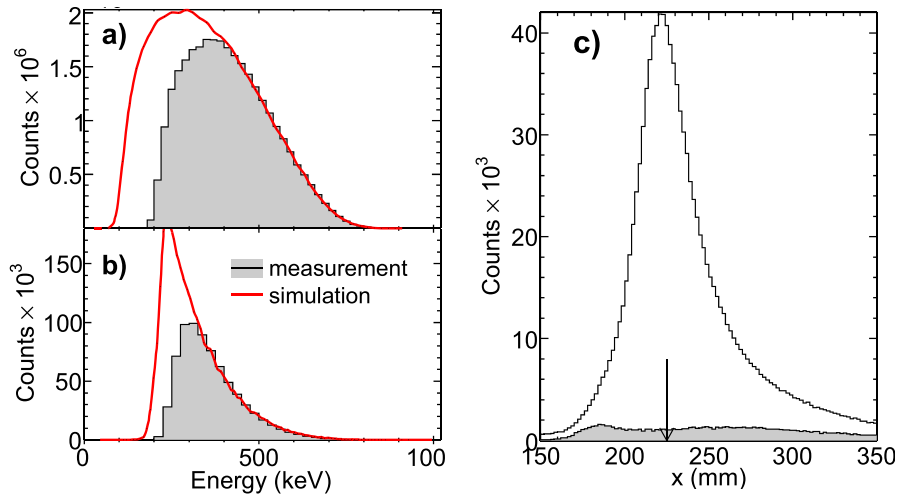 a)
Counts × 10⁶
2
1.5
1
0.5
b)
Counts × 10³
150
100
50
0
measurement
simulation
0
500
100
Energy (keV)
c)
Counts × 10³
40
20
10
0
150
200
250
300
350
x (mm)